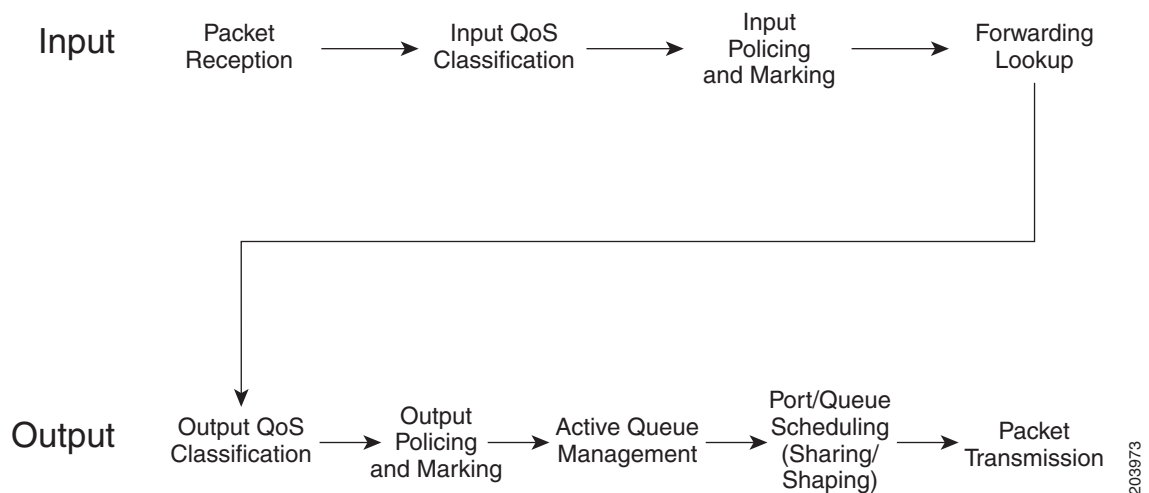 Input
Packet
Reception
Input QoS
Classification
Input
Policing
and Marking
Forwarding
Lookup
Output
Output QoS
Classification
Output
Policing
and Marking
Active Queue
Management
Port/Queue
Scheduling
(Sharing/
Shaping)
Packet
Transmission
203973